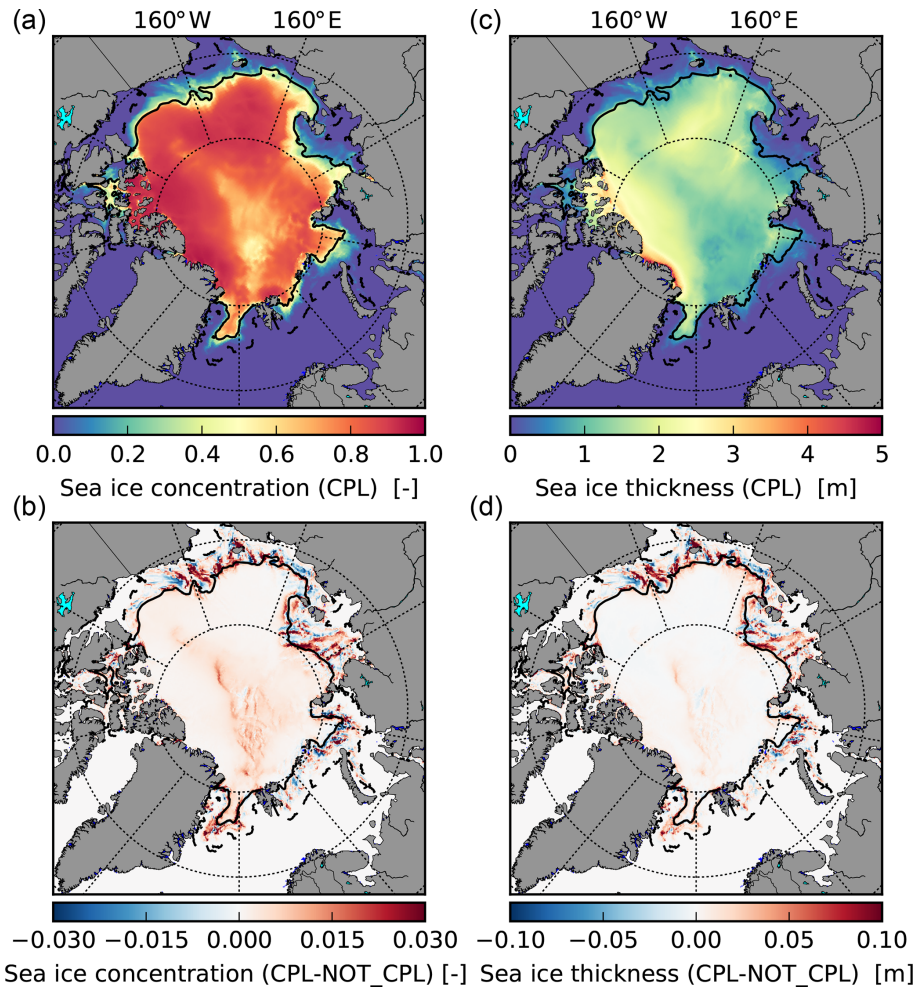 (a) 160°W 160°E
(c) 160°W 160°E
0.0 0.2 0.4 0.6 0.8 1.0
Sea ice concentration (CPL) [-]
0 1 2 3 4 5
Sea ice thickness (CPL) [m]
(b)
(d)
−0.030 −0.015 0.000 0.015 0.030
Sea ice concentration (CPL-NOT_CPL) [-]
−0.10 −0.05 0.00 0.05 0.10
Sea ice thickness (CPL-NOT_CPL) [m]